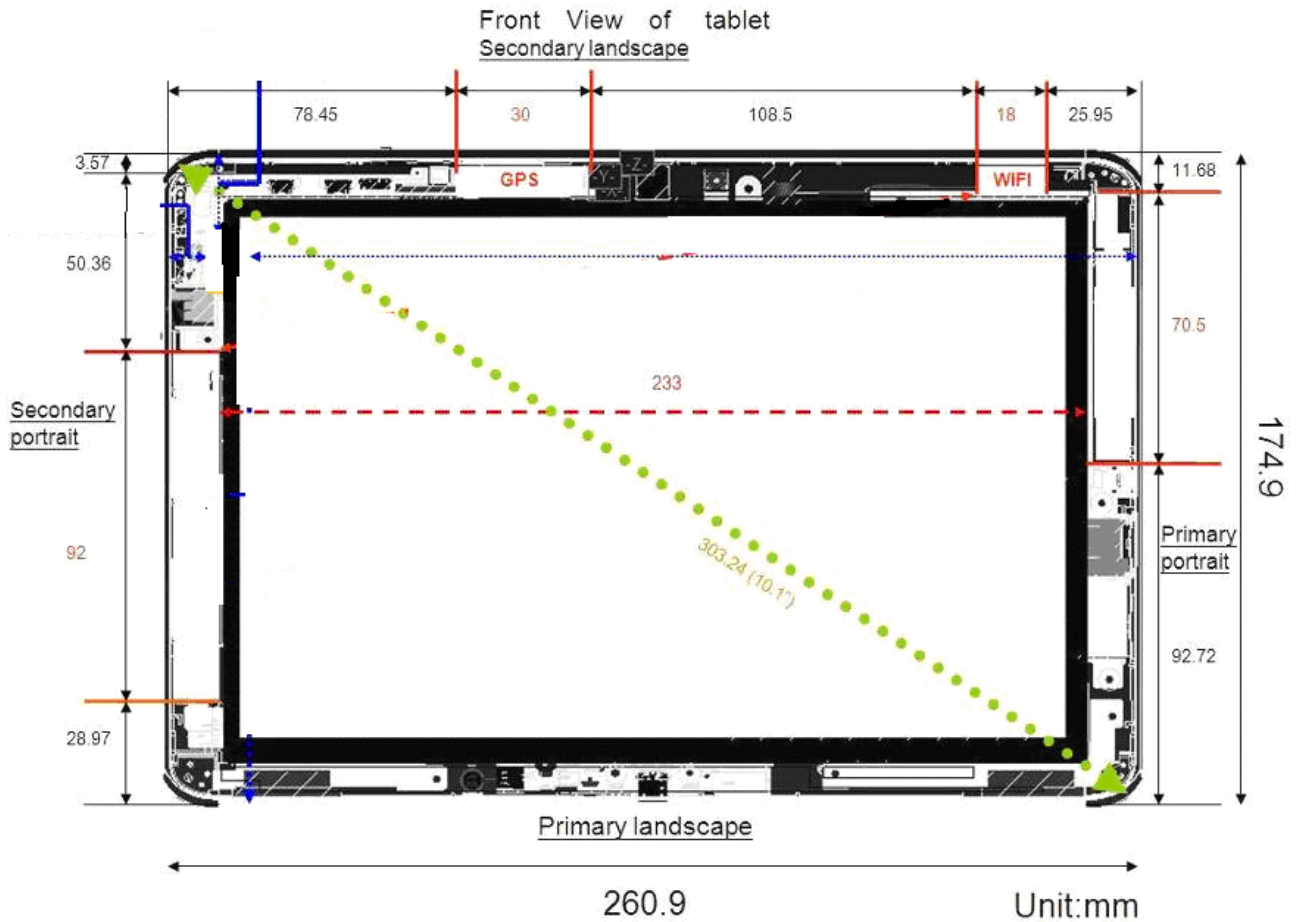 Front View of tablet
Secondary landscape
78.45
30
108.5
18
25.95
3.57
11.68
GPS
-Z-
-Y-
-X-
WIFI
50.36
70.5
233
Secondary
portrait
174.9
92
303.24 (10.1")
Primary
portrait
92.72
28.97
Primary landscape
260.9
Unit:mm